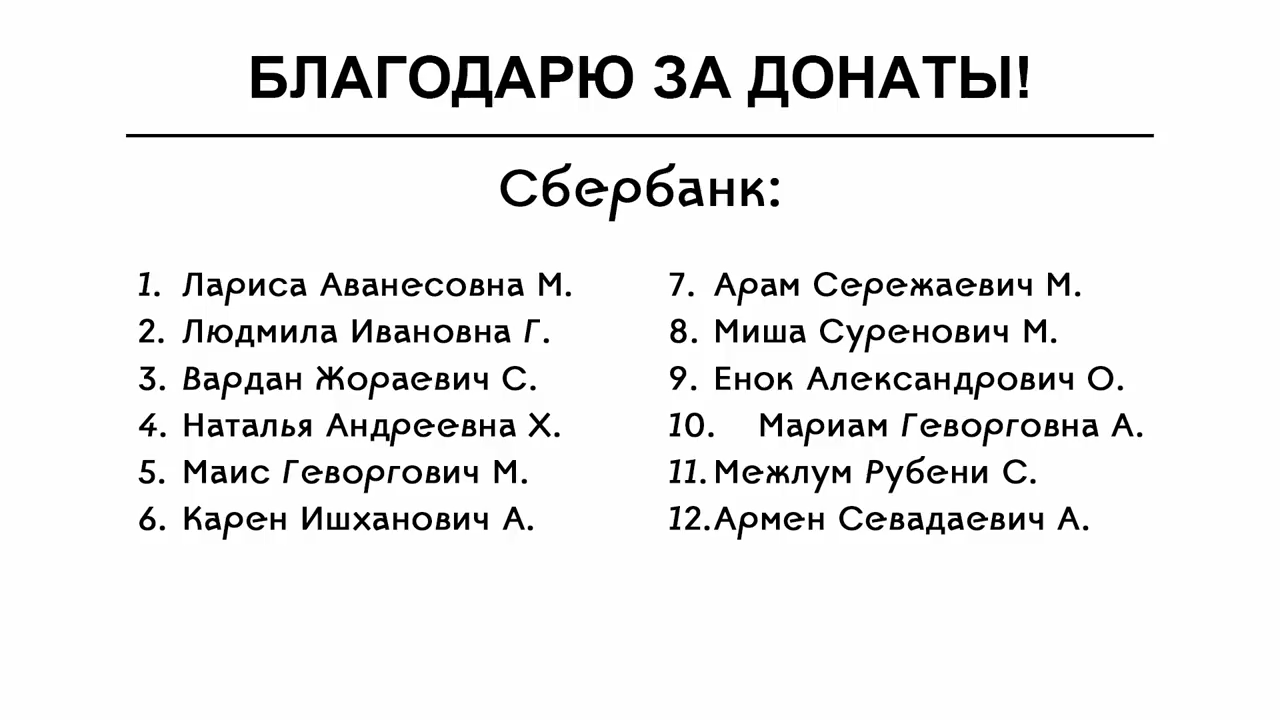 БЛАГОДАРЮ ЗА ДОНАТЫ!
Сбербанк:
1. Лариса Аванесовна М.
2. Людмила Ивановна Г.
3. Вардан Жораевич С.
4. Наталья Андреевна Х.
5. Маис Геворгович М.
6. Карен Ишханович А.
7. Арам Сережаевич М.
8. Миша Суренович М.
9. Енок Александрович О.
10. Мариам Геворговна А.
11. Межлум Рубени С.
12. Армен Севадаевич А.